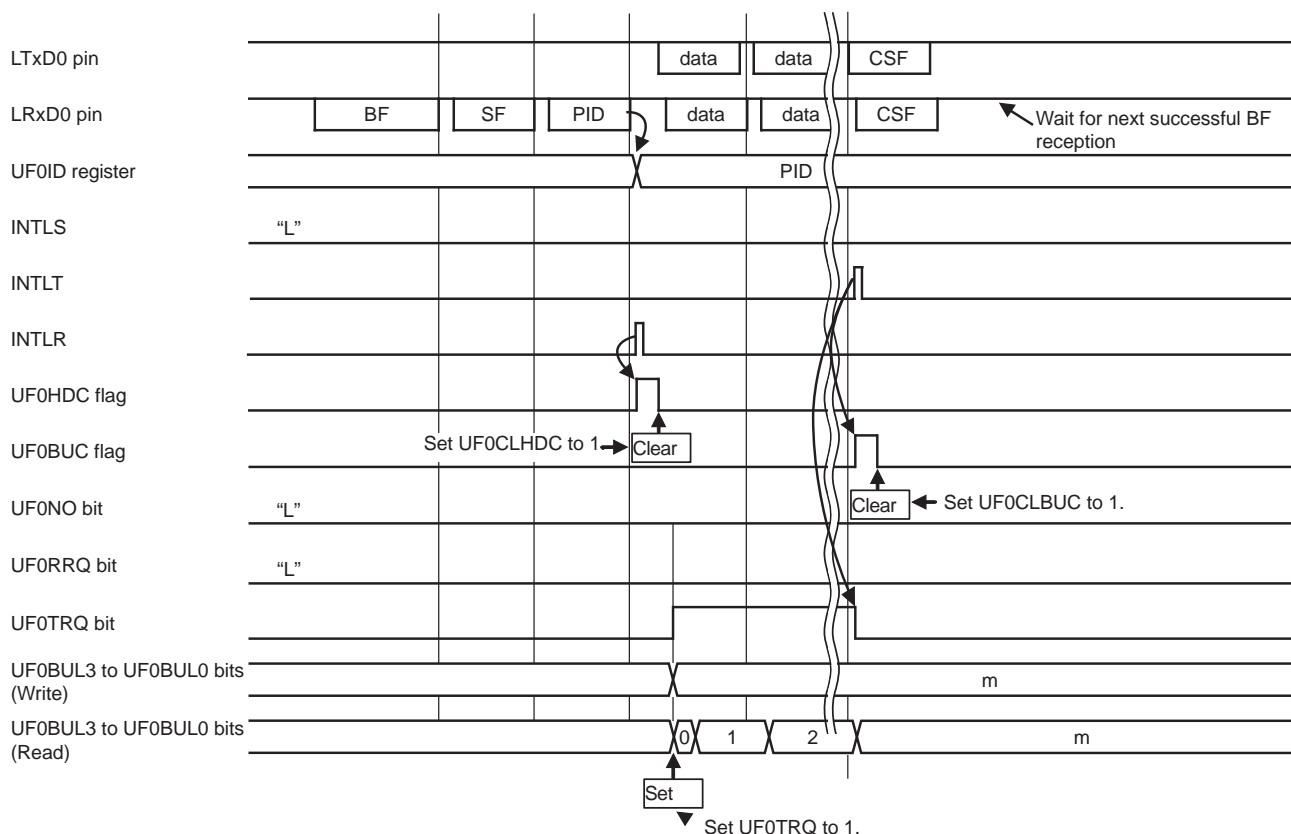 LTxD0 pin
data
data
CSF
LRxD0 pin
BF
SF
PID
data
data
CSF
Wait for next successful BF
reception
UF0ID register
PID
INTLS
“L”
INTLT
INTLR
UF0HDC flag
Set UF0CLHDC to 1.
Clear
UF0BUC flag
Clear
Set UF0CLBUC to 1.
UF0NO bit
“L”
UF0RRQ bit
“L”
UF0TRQ bit
UF0BUL3 to UF0BUL0 bits
(Write)
m
UF0BUL3 to UF0BUL0 bits
(Read)
0
1
2
m
Set
Set UF0TRQ to 1.